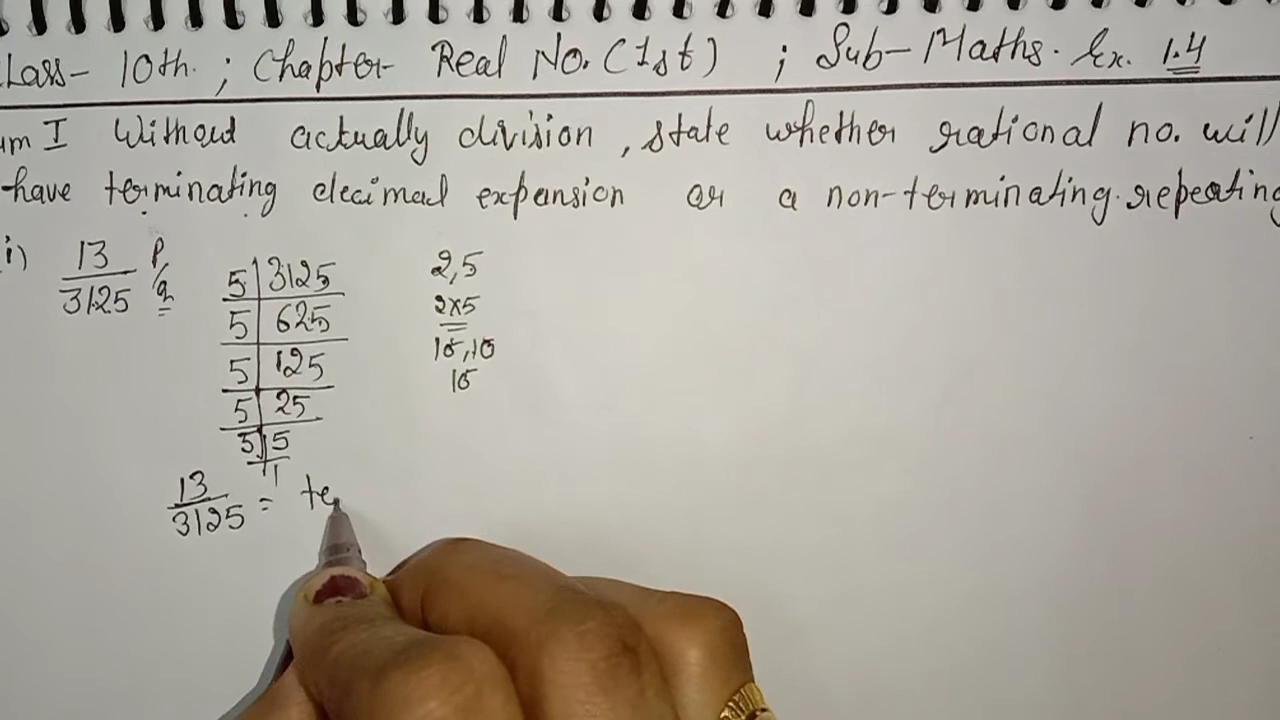 Class- 10th. ; Chapter- Real No. (1st) ; Sub- Maths. Ex. 1.4
um I Without actually division, state whether rational no. will
have terminating decimal expansion or a non-terminating. repeating
i) 13/3125 P/q
5 | 3125
5 | 625
5 | 125
5 | 25
5 | 5
1
2,5
2×5
10
13/3125 = te